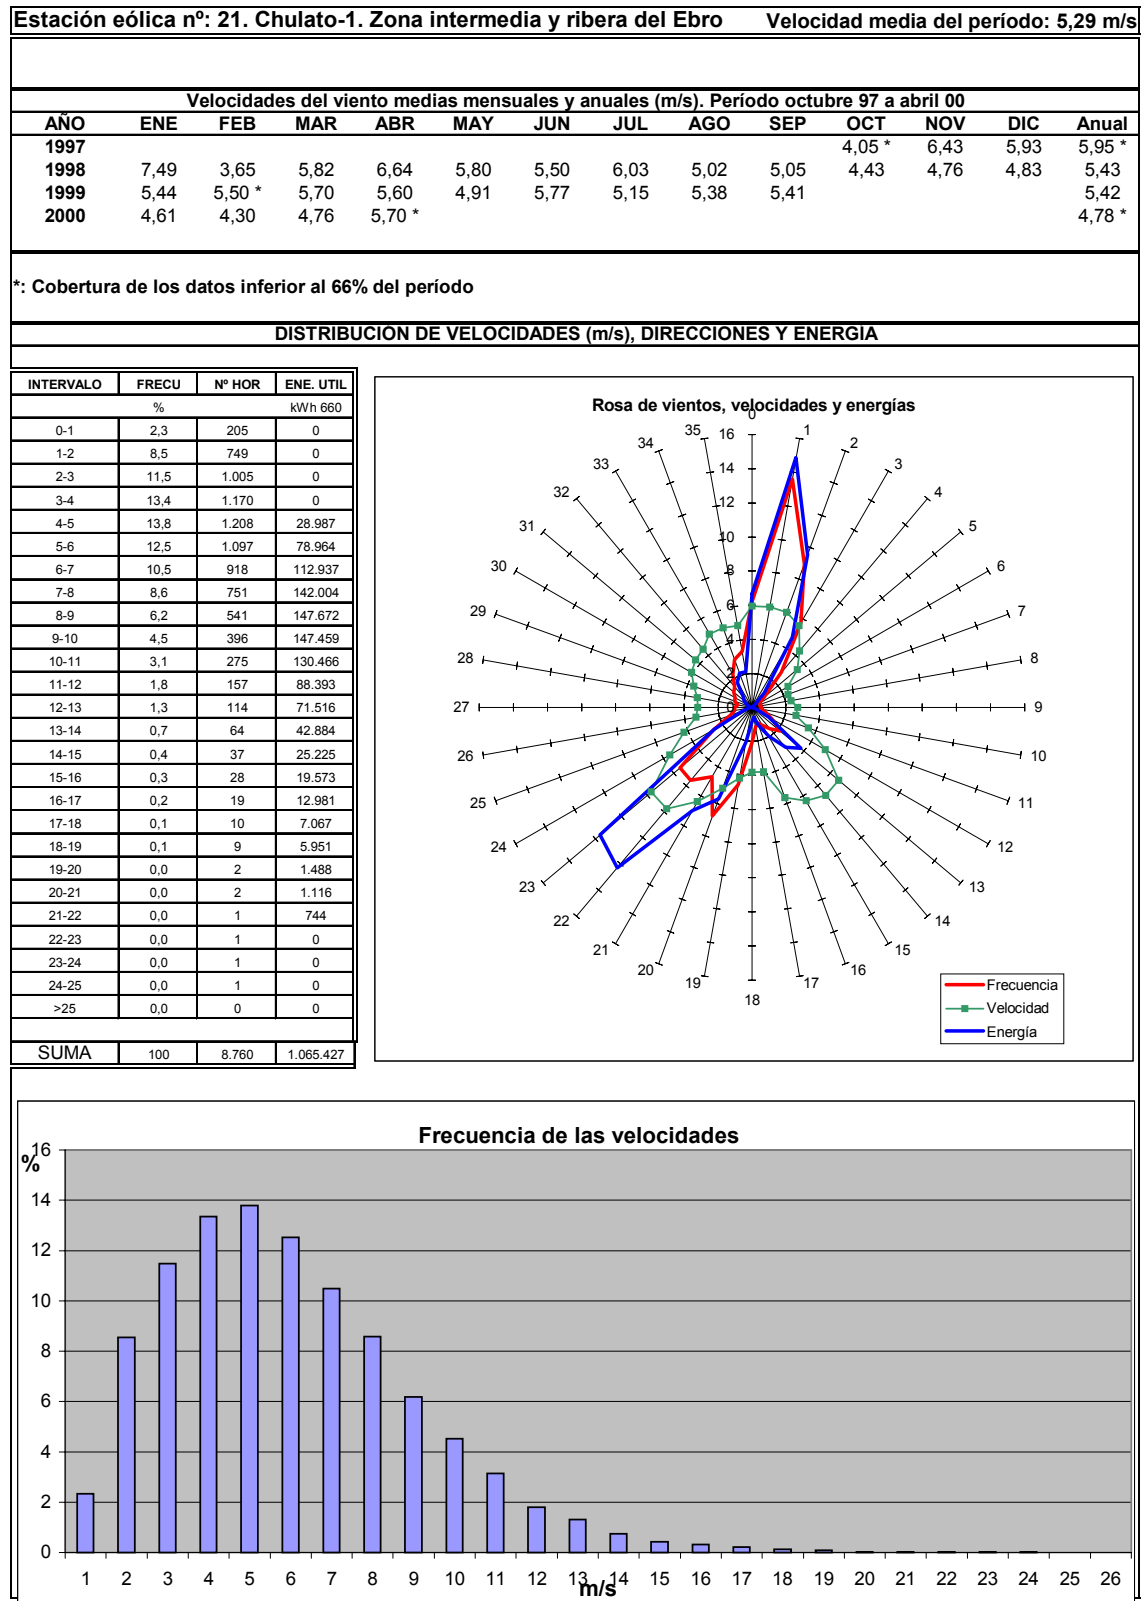 Estación eólica nº: 21. Chulato-1. Zona intermedia y ribera del Ebro Velocidad media del período: 5,29 m/s
Velocidades del viento medias mensuales y anuales (m/s). Período octubre 97 a abril 00
AÑO ENE FEB MAR ABR MAY JUN JUL AGO SEP OCT NOV DIC Anual
1997 4,05 * 6,43 5,93 5,95 *
1998 7,49 3,65 5,82 6,64 5,80 5,50 6,03 5,02 5,05 4,43 4,76 4,83 5,43
1999 5,44 5,50 * 5,70 5,60 4,91 5,77 5,15 5,38 5,41 5,42
2000 4,61 4,30 4,76 5,70 * 4,78 *
*: Cobertura de los datos inferior al 66% del período
DISTRIBUCIÓN DE VELOCIDADES (m/s), DIRECCIONES Y ENERGÍA
INTERVALO FRECU Nº HOR ENE. UTIL
% kWh 660
0-1 2,3 205 0
1-2 8,5 749 0
2-3 11,5 1.005 0
3-4 13,4 1.170 0
4-5 13,8 1.208 28.987
5-6 12,5 1.097 78.964
6-7 10,5 918 112.937
7-8 8,6 751 142.004
8-9 6,2 541 147.672
9-10 4,5 396 147.459
10-11 3,1 275 130.466
11-12 1,8 157 88.393
12-13 1,3 114 71.516
13-14 0,7 64 42.884
14-15 0,4 37 25.225
15-16 0,3 28 19.573
16-17 0,2 19 12.981
17-18 0,1 10 7.067
18-19 0,1 9 5.951
19-20 0,0 2 1.488
20-21 0,0 2 1.116
21-22 0,0 1 744
22-23 0,0 1 0
23-24 0,0 1 0
24-25 0,0 1 0
>25 0,0 0 0
SUMA 100 8.760 1.065.427
Rosa de vientos, velocidades y energías
0
1
2
3
4
5
6
7
8
9
10
11
12
13
14
15
16
17
18
19
20
21
22
23
24
25
26
27
28
29
30
31
32
33
34
35
16
14
12
10
8
6
4
2
0
Frecuencia
Velocidad
Energía
Frecuencia de las velocidades
%
16
14
12
10
8
6
4
2
0
1 2 3 4 5 6 7 8 9 10 11 12 13 14 15 16 17 18 19 20 21 22 23 24 25 26
m/s